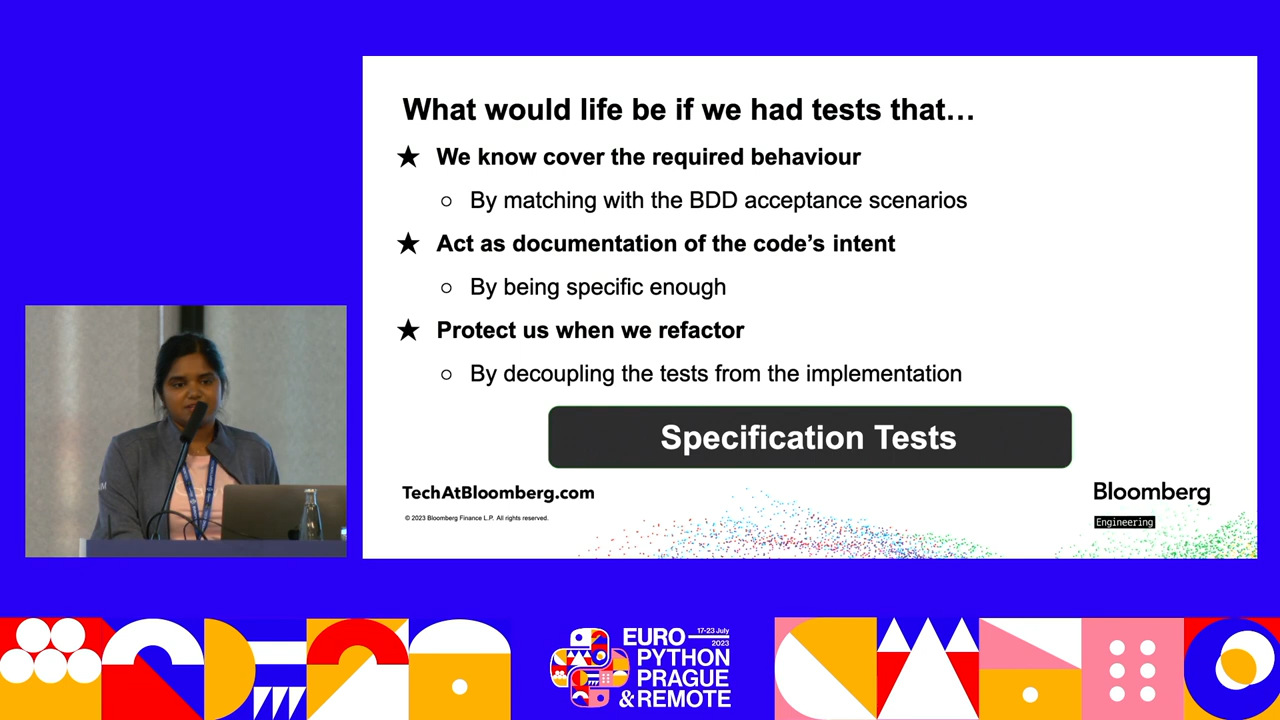 What would life be if we had tests that…
★ We know cover the required behaviour
○ By matching with the BDD acceptance scenarios
★ Act as documentation of the code’s intent
○ By being specific enough
★ Protect us when we refactor
○ By decoupling the tests from the implementation
Specification Tests
TechAtBloomberg.com
© 2023 Bloomberg Finance L.P. All rights reserved.
Bloomberg
Engineering
EURO
17-23 July
2023
PYTHON
PRAGUE
& REMOTE